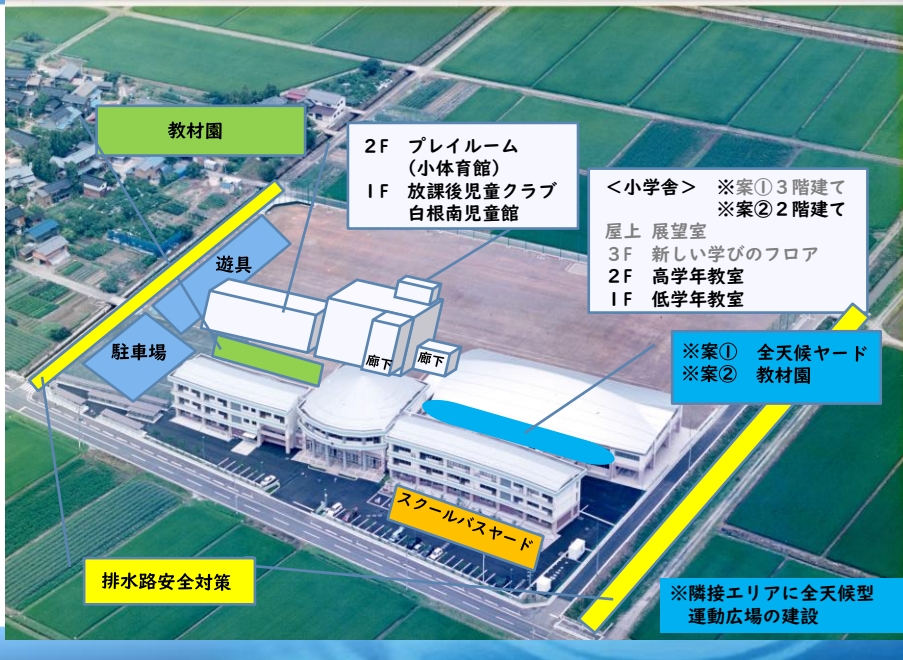 教材園
2F プレイルーム
(小体育館)
1F 放課後児童クラブ
白根南児童館
<小学舎> ※案①3階建て
※案②2階建て
屋上 展望室
3F 新しい学びのフロア
2F 高学年教室
1F 低学年教室
遊具
駐車場
廊下
廊下
※案① 全天候ヤード
※案② 教材園
スクールバスヤード
排水路安全対策
※隣接エリアに全天候型
運動広場の建設